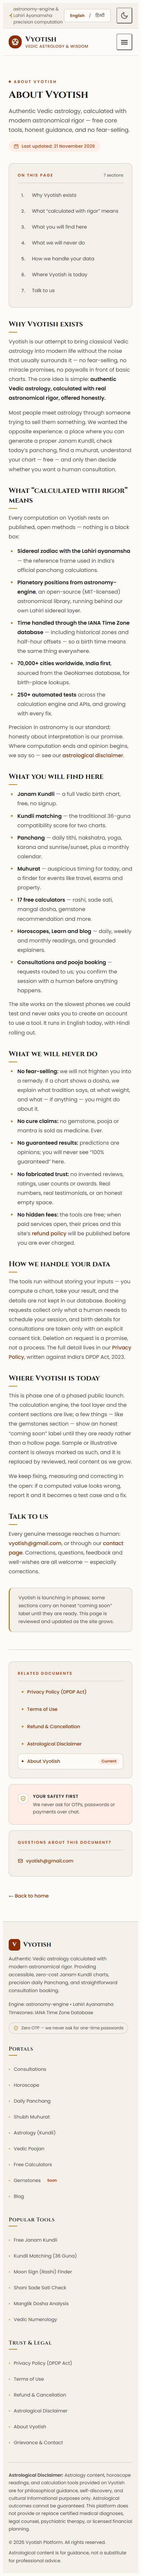 astronomy-engine &
Lahiri Ayanamsha
precision computation
English / हिन्दी
VYOTISH
VEDIC ASTROLOGY & WISDOM
ABOUT VYOTISH
ABOUT VYOTISH
Authentic Vedic astrology, calculated with
modern astronomical rigor — free core
tools, honest guidance, and no fear-selling.
Last updated: 21 November 2026
ON THIS PAGE
7 sections
1. Why Vyotish exists
2. What "calculated with rigor" means
3. What you will find here
4. What we will never do
5. How we handle your data
6. Where Vyotish is today
7. Talk to us
WHY VYOTISH EXISTS
Vyotish is our attempt to bring classical Vedic
astrology into modern life without the noise
that usually surrounds it — no fear-selling, no
miracle promises, no paywalls in front of basic
charts. The core idea is simple: authentic
Vedic astrology, calculated with real
astronomical rigor, offered honestly.
Most people meet astrology through someone
trying to sell them something. We wanted the
opposite experience: a place where you can
generate a proper Janam Kundli, check
today's panchang, find a muhurat, understand
your chart — free — and only then decide
whether you want a human consultation.
WHAT "CALCULATED WITH RIGOR"
MEANS
Every computation on Vyotish rests on
published, open methods — nothing is a black
box:
Sidereal zodiac with the Lahiri ayanamsha
— the reference frame used in India's
official panchang calculations.
Planetary positions from astronomy-
engine, an open-source (MIT-licensed)
astronomical library, running behind our
own Lahiri sidereal layer.
Time handled through the IANA Time Zone
database — including historical zones and
half-hour offsets — so a birth time means
the same thing everywhere.
70,000+ cities worldwide, India first,
sourced from the GeoNames database, for
birth-place lookups.
250+ automated tests across the
calculation engine and APIs, and growing
with every fix.
Precision in astronomy is our standard;
honesty about interpretation is our promise.
Where computation ends and opinion begins,
we say so — see our astrological disclaimer.
WHAT YOU WILL FIND HERE
Janam Kundli — a full Vedic birth chart,
free, no signup.
Kundli matching — the traditional 36-guna
compatibility score for two charts.
Panchang — daily tithi, nakshatra, yoga,
karana and sunrise/sunset, plus a monthly
calendar.
Muhurat — auspicious timing for today, and
a finder for events like travel, exams and
property.
17 free calculators — rashi, sade sati,
mangal dosha, gemstone
recommendation and more.
Horoscopes, Learn and blog — daily, weekly
and monthly readings, and grounded
explainers.
Consultations and pooja booking —
requests routed to us, you confirm the
session with a human before anything
happens.
The site works on the slowest phones we could
test and never asks you to create an account
to use a tool. It runs in English today, with Hindi
rolling out.
WHAT WE WILL NEVER DO
No fear-selling: we will not frighten you into
a remedy. If a chart shows a dosha, we
explain what tradition says, at what weight,
and what — if anything — you might do
about it.
No cure claims: no gemstone, pooja or
mantra is sold as medicine. Ever.
No guaranteed results: predictions are
opinions; you will never see "100%
guaranteed" here.
No fabricated trust: no invented reviews,
ratings, user counts or awards. Real
numbers, real testimonials, or an honest
empty space.
No hidden fees: the tools are free; when
paid services open, their prices and this
site's refund policy will be published before
you are ever charged.
HOW WE HANDLE YOUR DATA
The tools run without storing your inputs — you
compute a chart, take your result, and the
details are not kept in our database. Booking
requests collect only what a human needs to
schedule your session, and birth details for
consultations are taken only with an explicit
consent tick. Deletion on request is a promise,
not a process. The full detail lives in our Privacy
Policy, written against India's DPDP Act, 2023.
WHERE VYOTISH IS TODAY
This is phase one of a phased public launch.
The calculation engine, the tool layer and the
content sections are live; a few sections — like
gemstones section — show an honest
"coming soon" label until they are actually
ready rather than a polished empty page.
Sample or illustrative content is always marked
as such, and it is replaced by reviewed, real
content as we grow.
We keep fixing, measuring and correcting in
the open: if a computed value looks wrong,
report it and it becomes a test case and a fix.
TALK TO US
Every genuine message reaches a human:
vyotish@gmail.com, or through our contact
page. Corrections, questions, feedback and
well-wishes are all welcome — especially
corrections.
Vyotish is launching in phases; some
sections carry an honest "coming soon"
label until they are ready. This page is
reviewed and updated as the site grows.
RELATED DOCUMENTS
Privacy Policy (DPDP Act)
Terms of Use
Refund & Cancellation
Astrological Disclaimer
About Vyotish
Current
YOUR SAFETY FIRST
We never ask for OTPs, passwords or
payments over chat.
QUESTIONS ABOUT THIS DOCUMENT?
vyotish@gmail.com
← Back to home
V VYOTISH
Authentic Vedic astrology calculated with
modern astronomical rigor. Providing
accessible, zero-cost Janam Kundli charts,
precision daily Panchang, and straightforward
consultation booking.
Engine: astronomy-engine • Lahiri Ayanamsha
Timezones: IANA Time Zone Database
Zero OTP — we never ask for one-time passwords
PORTALS
Consultations
Horoscope
Daily Panchang
Shubh Muhurat
Astrology (Kundli)
Vedic Poojan
Free Calculators
Gemstones Soon
Blog
POPULAR TOOLS
Free Janam Kundli
Kundli Matching (36 Guna)
Moon Sign (Rashi) Finder
Shani Sade Sati Check
Manglik Dosha Analysis
Vedic Numerology
TRUST & LEGAL
Privacy Policy (DPDP Act)
Terms of Use
Refund & Cancellation
Astrological Disclaimer
About Vyotish
Grievance & Contact
Astrological Disclaimer: Astrology content, horoscope
readings, and calculation tools provided on Vyotish
are for philosophical guidance, self-discovery, and
cultural informational purposes only. Astrological
outcomes cannot be guaranteed. This platform does
not provide or replace certified medical diagnoses,
legal counsel, psychiatric therapy, or licensed financial
planning.
© 2026 Vyotish Platform. All rights reserved.
Astrological content is for guidance, not a substitute
for professional advice.